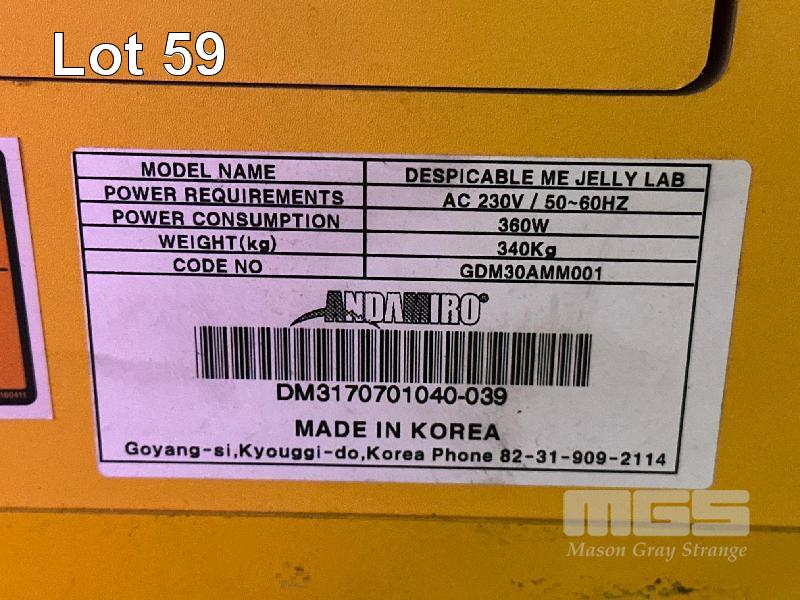 Lot 59
MODEL NAME DESPICABLE ME JELLY LAB
POWER REQUIREMENTS AC 230V / 50~60HZ
POWER CONSUMPTION 360W
WEIGHT(kg) 340Kg
CODE NO GDM30AMM001
ANDAMIRO®
DM3170701040-039
MADE IN KOREA
Goyang-si,Kyouggi-do,Korea Phone 82-31-909-2114
160411
MGS
Mason Gray Strange